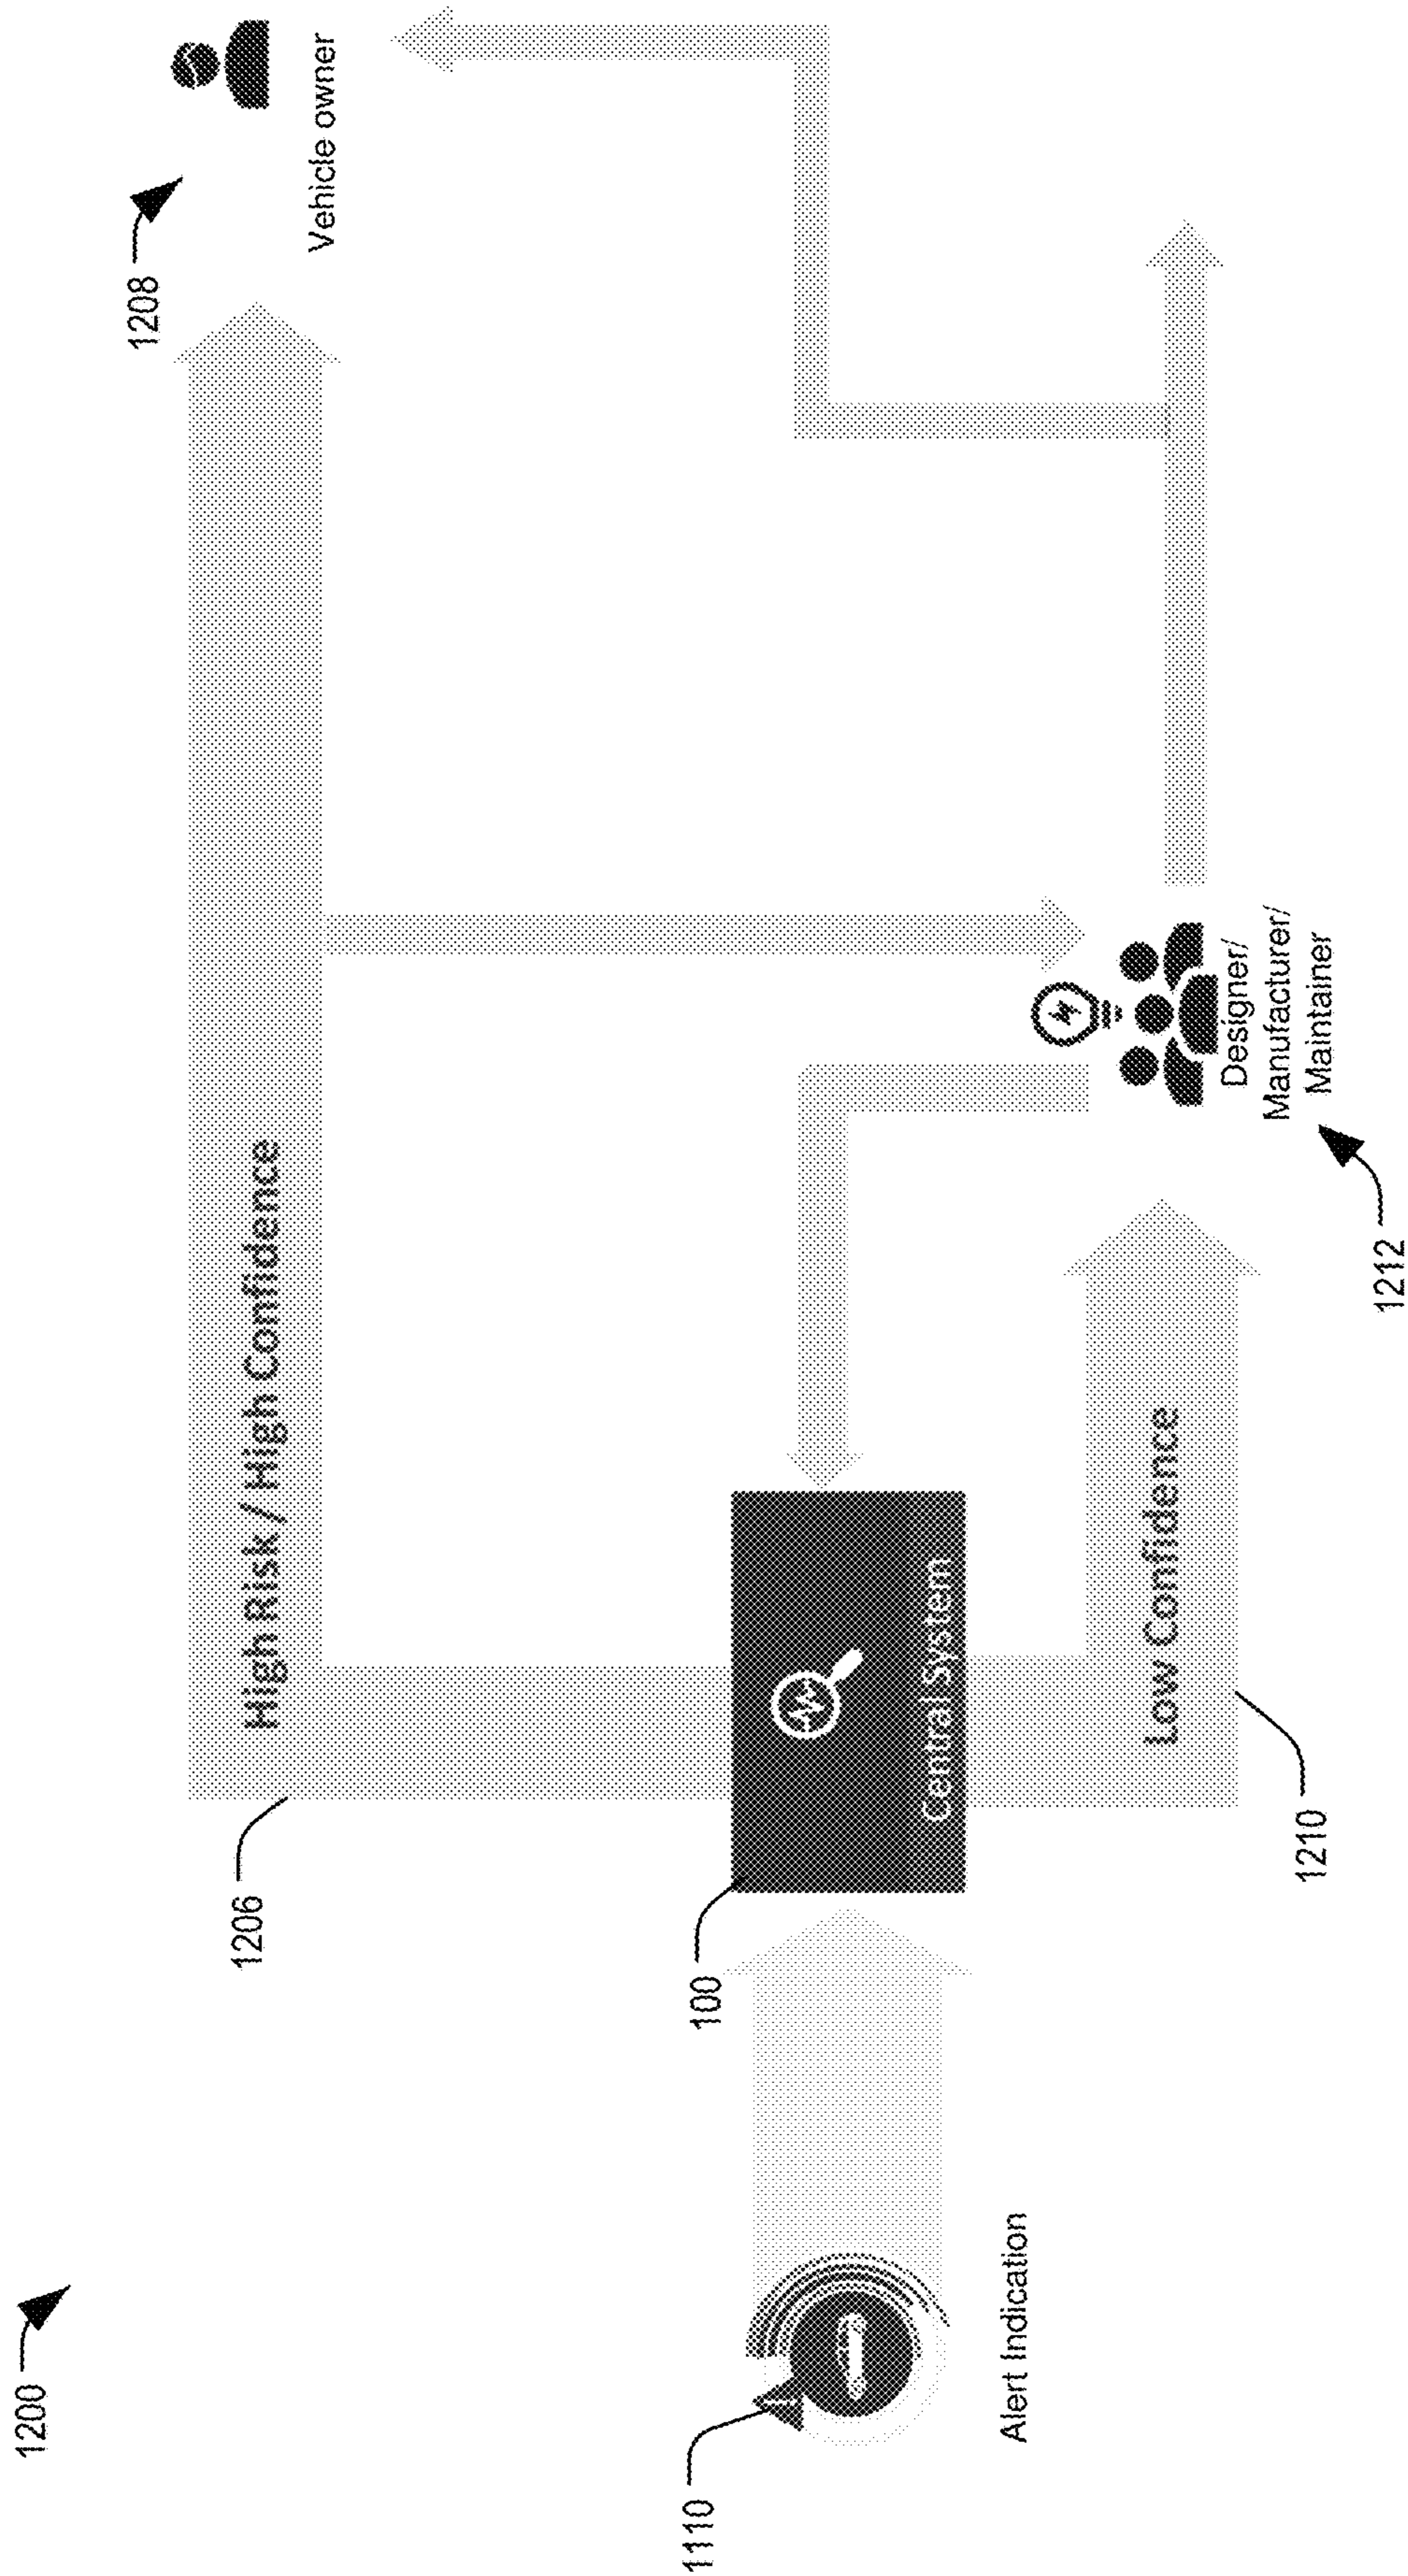 1200
1206
High Risk / High Confidence
1208
Vehicle owner
1110
Alert Indication
100
Central System
1210
Low Confidence
1212
Designer/
Manufacturer/
Maintainer